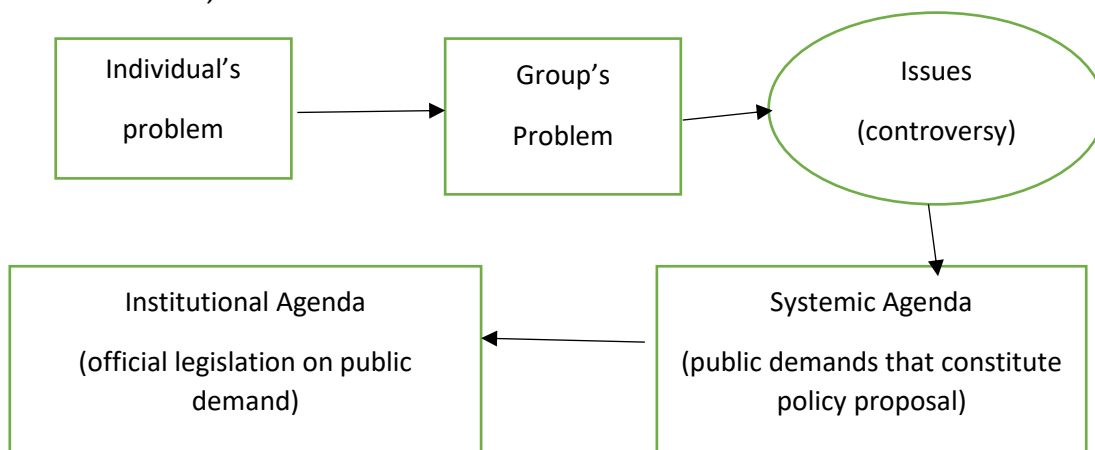 Individual’s
problem
Group’s
Problem
Issues
(controversy)
Systemic Agenda
(public demands that constitute
policy proposal)
Institutional Agenda
(official legislation on public
demand)